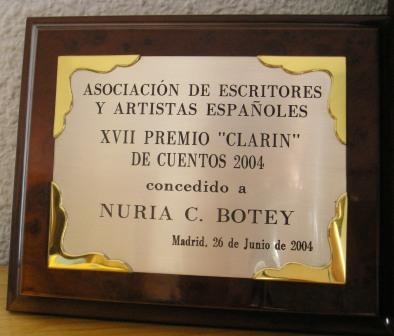 ASOCIACIÓN DE ESCRITORES
Y ARTISTAS ESPAÑOLES
XVII PREMIO "CLARIN"
DE CUENTOS 2004
concedido a
NURIA C. BOTEY
Madrid, 26 de Junio de 2004